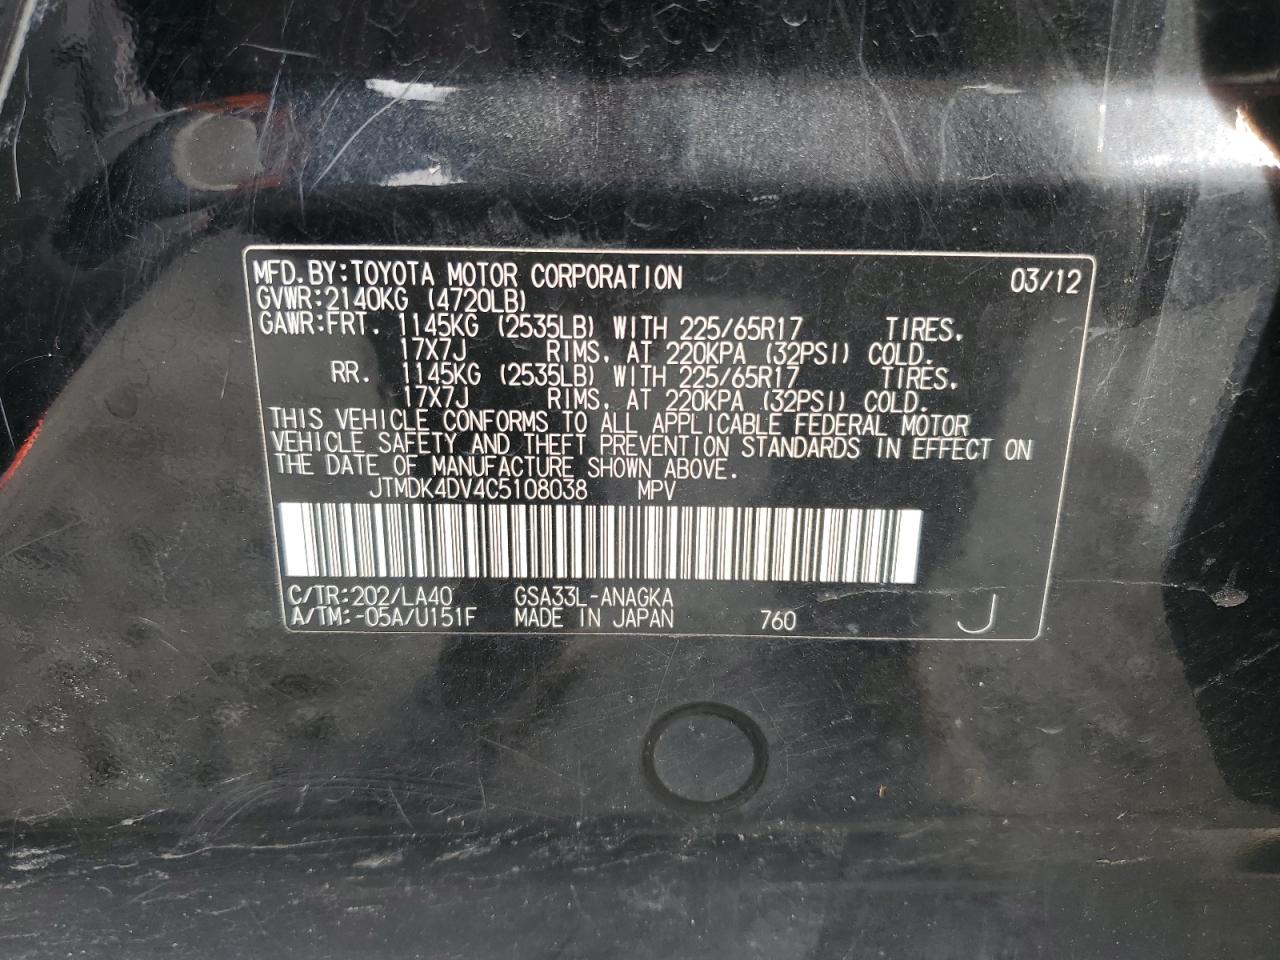 MFD.BY:TOYOTA MOTOR CORPORATION 03/12
GVWR:2140KG (4720LB)
GAWR:FRT. 1145KG (2535LB) WITH 225/65R17 TIRES.
17X7J RIMS, AT 220KPA (32PSI) COLD.
RR. 1145KG (2535LB) WITH 225/65R17 TIRES.
17X7J RIMS, AT 220KPA (32PSI) COLD.
THIS VEHICLE CONFORMS TO ALL APPLICABLE FEDERAL MOTOR
VEHICLE SAFETY AND THEFT PREVENTION STANDARDS IN EFFECT ON
THE DATE OF MANUFACTURE SHOWN ABOVE.
JTMDK4DV4C5108038 MPV
C/TR:202/LA40 GSA33L-ANAGKA
A/TM:-05A/U151F MADE IN JAPAN 760 J